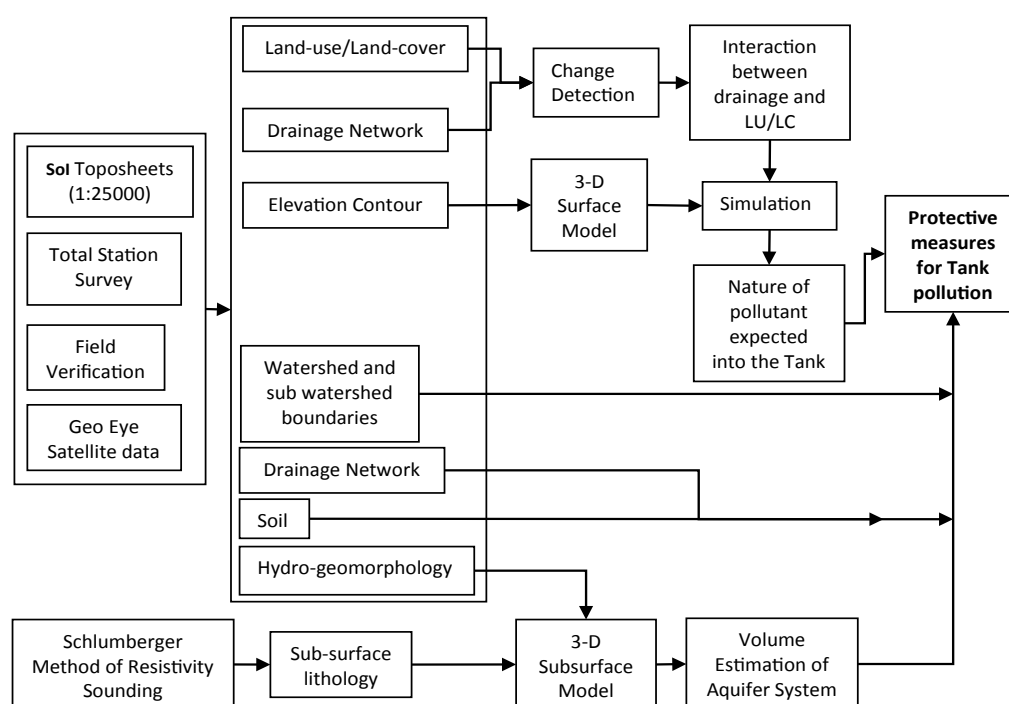 SoI Toposheets
(1:25000)
Total Station
Survey
Field
Verification
Geo Eye
Satellite data
Land-use/Land-cover
Drainage Network
Elevation Contour
Watershed and
sub watershed
boundaries
Drainage Network
Soil
Hydro-geomorphology
Change
Detection
Interaction
between
drainage and
LU/LC
3-D
Surface
Model
Simulation
Nature of
pollutant
expected
into the Tank
Protective
measures
for Tank
pollution
Schlumberger
Method of Resistivity
Sounding
Sub-surface
lithology
3-D
Subsurface
Model
Volume
Estimation of
Aquifer System